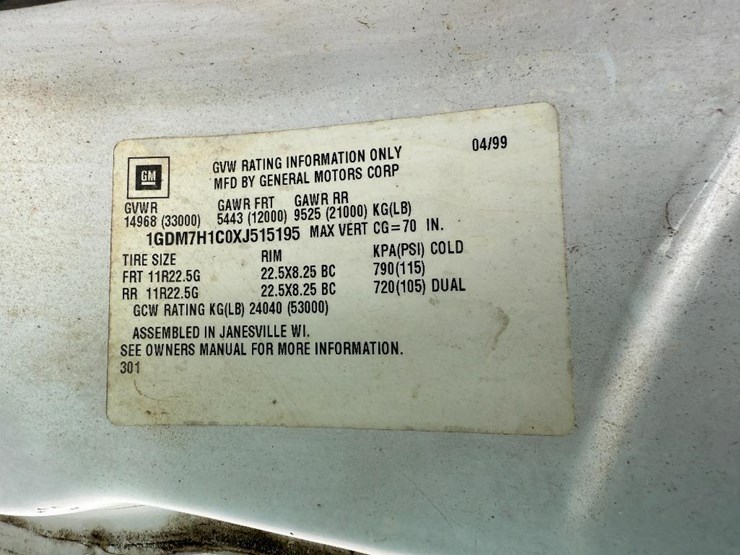 GM
GVW RATING INFORMATION ONLY 04/99
MFD BY GENERAL MOTORS CORP
GVWR GAWR FRT GAWR RR
14968 (33000) 5443 (12000) 9525 (21000) KG(LB)
1GDM7H1C0XJ515195 MAX VERT CG=70 IN.
TIRE SIZE RIM KPA(PSI) COLD
FRT 11R22.5G 22.5X8.25 BC 790(115)
RR 11R22.5G 22.5X8.25 BC 720(105) DUAL
GCW RATING KG(LB) 24040 (53000)
ASSEMBLED IN JANESVILLE WI.
SEE OWNERS MANUAL FOR MORE INFORMATION.
301